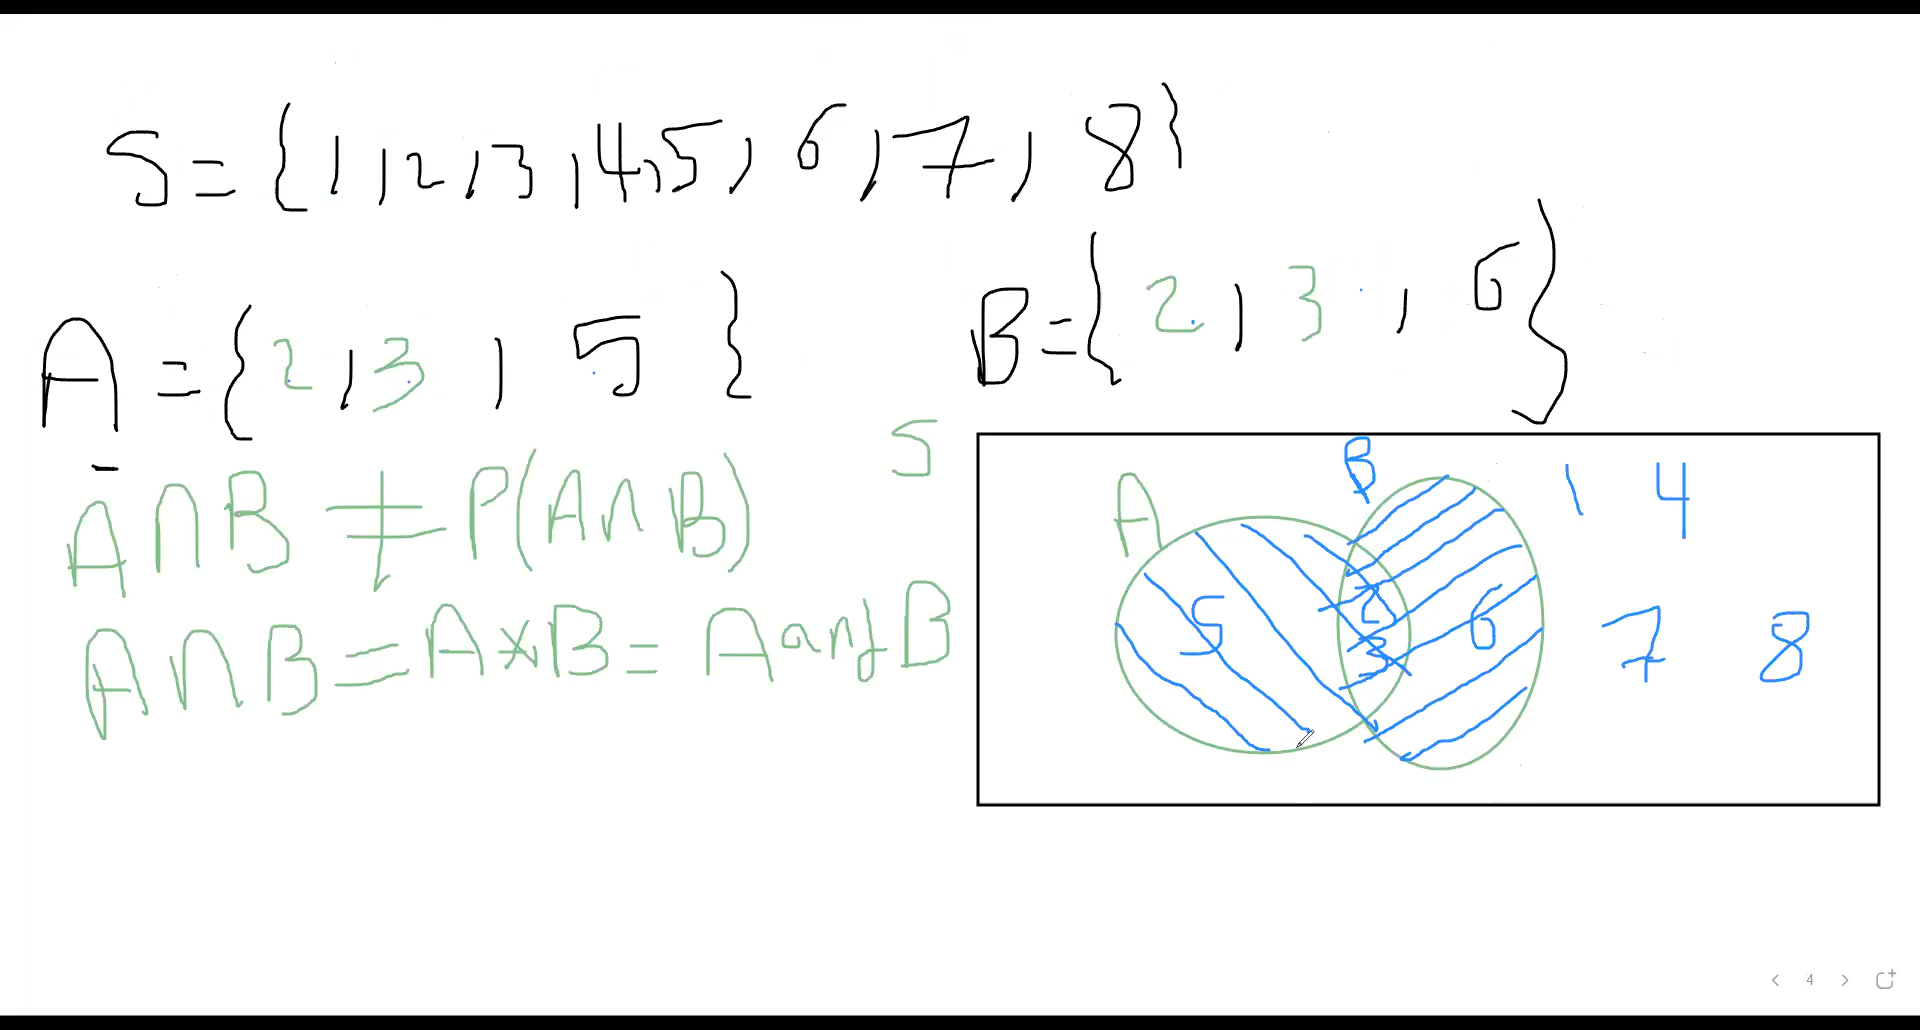 S = {1, 2, 3, 4, 5, 6, 7, 8}
A = {2, 3, 5}
B = {2, 3, 6}
A∩B ≠ P(A∩B)
A∩B = A × B = A and B
S
A B 1 4
5 2 3 6 7 8
4